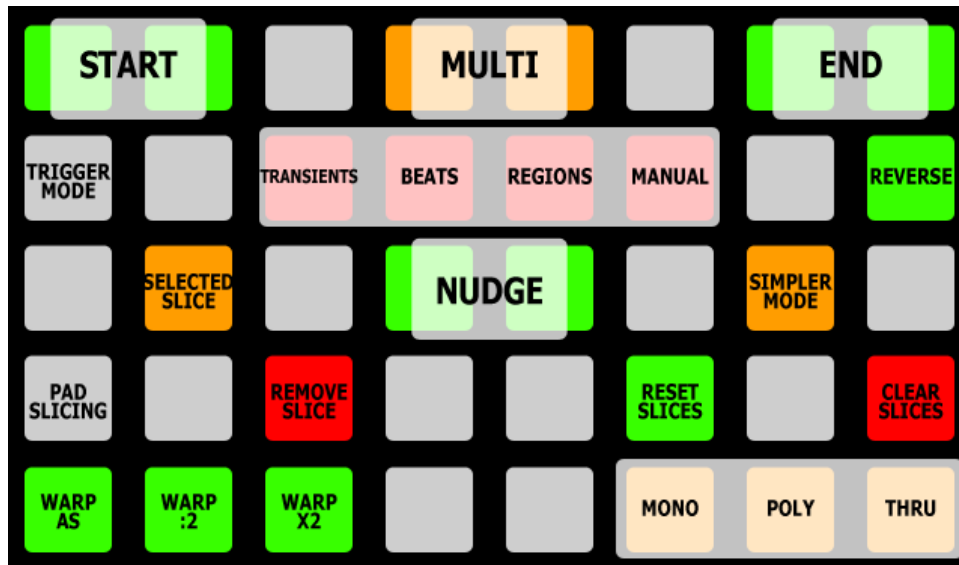 START MULTI END
TRIGGER
MODE
TRANSIENTS BEATS REGIONS MANUAL REVERSE
SELECTED
SLICE
NUDGE
SIMPLER
MODE
PAD
SLICING
REMOVE
SLICE
RESET
SLICES
CLEAR
SLICES
WARP
AS
WARP
:2
WARP
X2
MONO POLY THRU